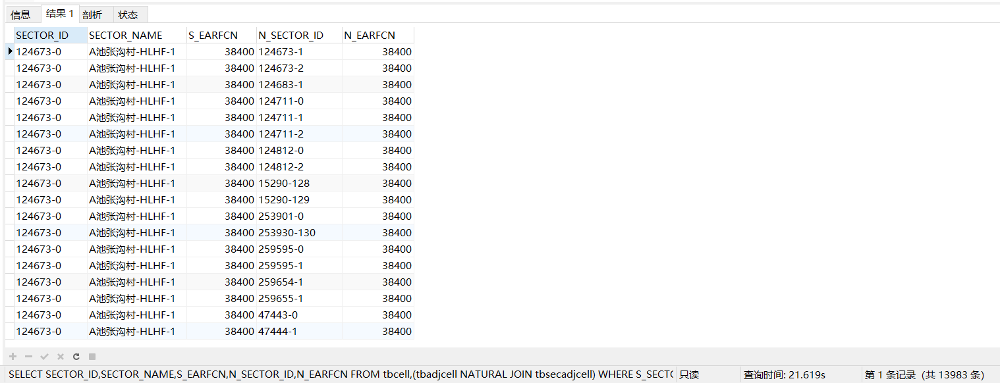 信息 结果 1 剖析 状态
SECTOR_ID SECTOR_NAME S_EARFCN N_SECTOR_ID N_EARFCN
124673-0 A池张沟村-HLHF-1 38400 124673-1 38400
124673-0 A池张沟村-HLHF-1 38400 124673-2 38400
124673-0 A池张沟村-HLHF-1 38400 124683-1 38400
124673-0 A池张沟村-HLHF-1 38400 124711-0 38400
124673-0 A池张沟村-HLHF-1 38400 124711-1 38400
124673-0 A池张沟村-HLHF-1 38400 124711-2 38400
124673-0 A池张沟村-HLHF-1 38400 124812-0 38400
124673-0 A池张沟村-HLHF-1 38400 124812-2 38400
124673-0 A池张沟村-HLHF-1 38400 15290-128 38400
124673-0 A池张沟村-HLHF-1 38400 15290-129 38400
124673-0 A池张沟村-HLHF-1 38400 253901-0 38400
124673-0 A池张沟村-HLHF-1 38400 253930-130 38400
124673-0 A池张沟村-HLHF-1 38400 259595-0 38400
124673-0 A池张沟村-HLHF-1 38400 259595-1 38400
124673-0 A池张沟村-HLHF-1 38400 259654-1 38400
124673-0 A池张沟村-HLHF-1 38400 259655-1 38400
124673-0 A池张沟村-HLHF-1 38400 47443-0 38400
124673-0 A池张沟村-HLHF-1 38400 47444-1 38400
SELECT SECTOR_ID,SECTOR_NAME,S_EARFCN,N_SECTOR_ID,N_EARFCN FROM tbcell,(tbadjcell NATURAL JOIN tbsecadjcell) WHERE S_SECTO 只读 查询时间: 21.619s 第 1 条记录 (共 13983 条)